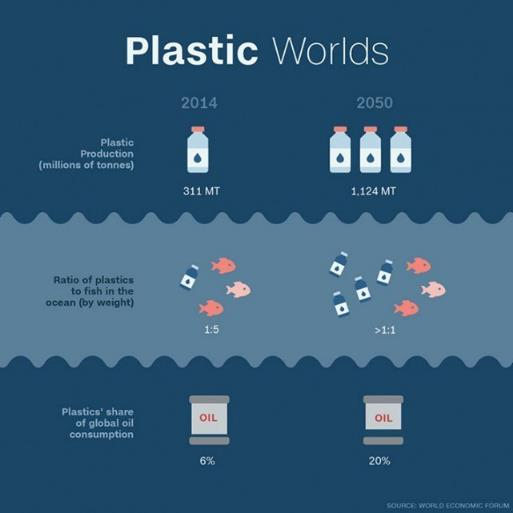 Plastic Worlds
2014
2050
Plastic
Production
(millions of tonnes)
311 MT
1,124 MT
Ratio of plastics
to fish in the
ocean (by weight)
1:5
>1:1
Plastics' share
of global oil
consumption
OIL
OIL
6%
20%
SOURCE: WORLD ECONOMIC FORUM